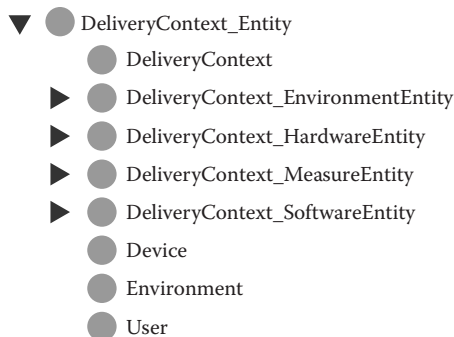 DeliveryContext_Entity
DeliveryContext
DeliveryContext_EnvironmentEntity
DeliveryContext_HardwareEntity
DeliveryContext_MeasureEntity
DeliveryContext_SoftwareEntity
Device
Environment
User